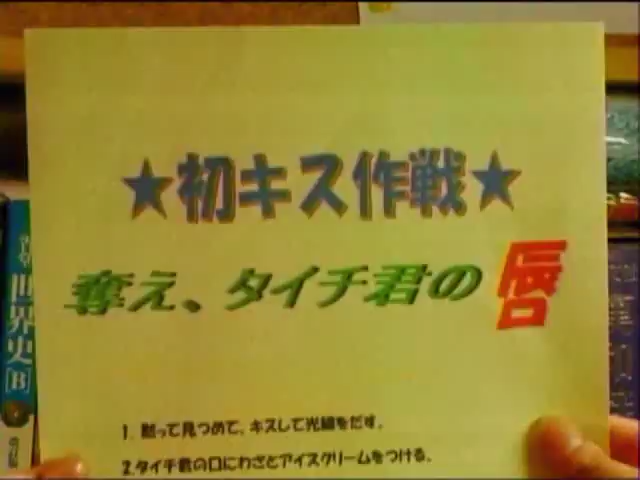 ★初キス作戦★
奪え、タイチ君の唇
1. 黙って見つめて、キスして光線をだす。
2.タイチ君の口にわざとアイスクリームをつける。
世界史[B]